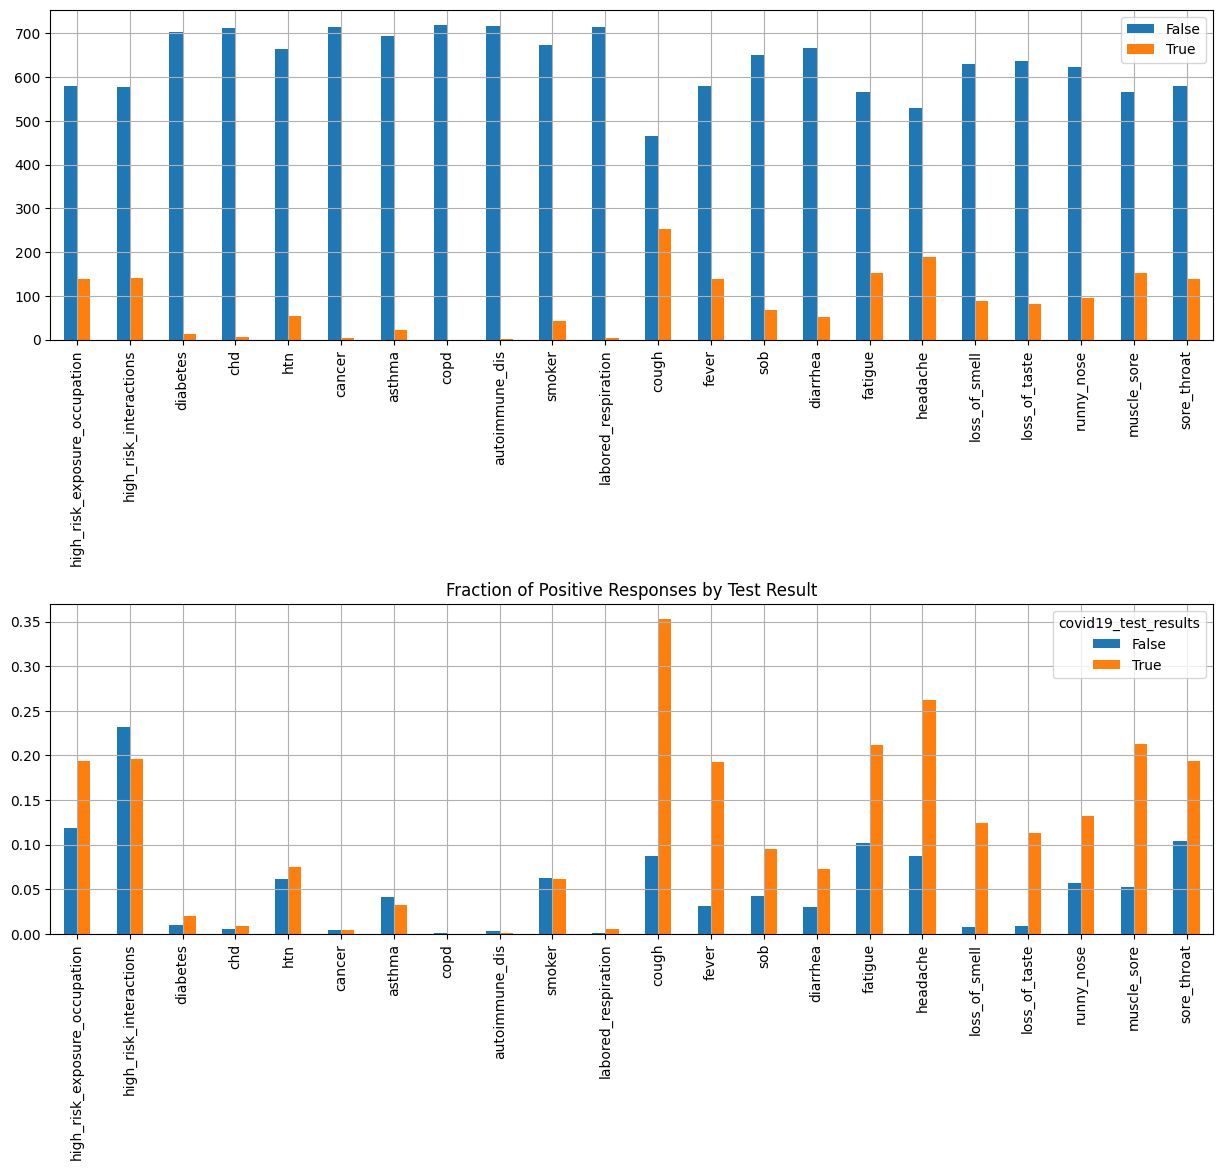 700
600
500
400
300
200
100
0
False
True
high_risk_exposure_occupation
high_risk_interactions
diabetes
chd
htn
cancer
asthma
copd
autoimmune_dis
smoker
labored_respiration
cough
fever
sob
diarrhea
fatigue
headache
loss_of_smell
loss_of_taste
runny_nose
muscle_sore
sore_throat
Fraction of Positive Responses by Test Result
0.35
0.30
0.25
0.20
0.15
0.10
0.05
0.00
covid19_test_results
False
True
high_risk_exposure_occupation
high_risk_interactions
diabetes
chd
htn
cancer
asthma
copd
autoimmune_dis
smoker
labored_respiration
cough
fever
sob
diarrhea
fatigue
headache
loss_of_smell
loss_of_taste
runny_nose
muscle_sore
sore_throat